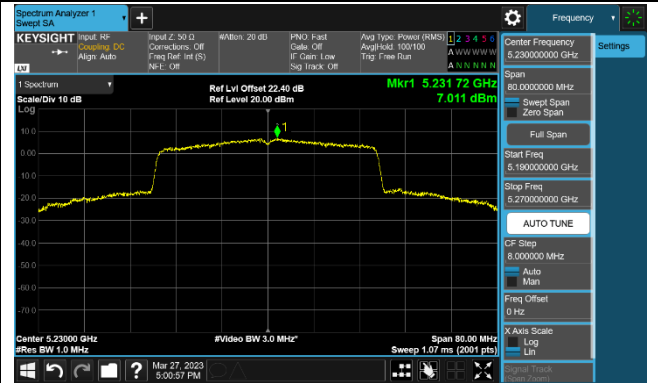 Spectrum Analyzer 1
Swept SA
Frequency
KEYSIGHT
Input: RF
Coupling: DC
Align: Auto
Input Z: 50 Ω
Corrections: Off
Freq Ref: Int (S)
NFE: Off
#Atten: 20 dB
PNO: Fast
Gate: Off
IF Gain: Low
Sig Track: Off
Avg Type: Power (RMS)
Avg|Hold: 100/100
Trig: Free Run
1 2 3 4 5 6
A W W W W W
A N N N N N
LXI
1 Spectrum
Scale/Div 10 dB
Log
Ref Lvl Offset 22.40 dB
Ref Level 20.00 dBm
Mkr1 5.231 72 GHz
7.011 dBm
1
10.0
0.00
-10.0
-20.0
-30.0
-40.0
-50.0
-60.0
-70.0
Center 5.23000 GHz
#Res BW 1.0 MHz
#Video BW 3.0 MHz*
Span 80.00 MHz
Sweep 1.07 ms (2001 pts)
Mar 27, 2023
5:00:57 PM
Center Frequency
5.230000000 GHz
Settings
Span
80.0000000 MHz
Swept Span
Zero Span
Full Span
Start Freq
5.190000000 GHz
Stop Freq
5.270000000 GHz
AUTO TUNE
CF Step
8.000000 MHz
Auto
Man
Freq Offset
0 Hz
X Axis Scale
Log
Lin
Signal Track
(Span Zoom)